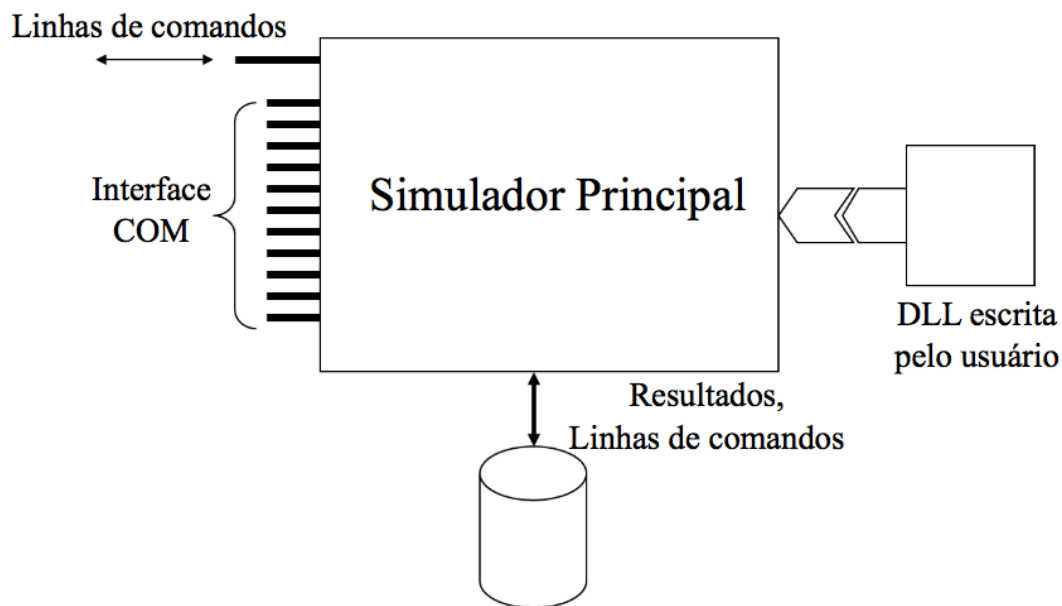 Linhas de comandos
Interface
COM
Simulador Principal
DLL escrita
pelo usuário
Resultados,
Linhas de comandos